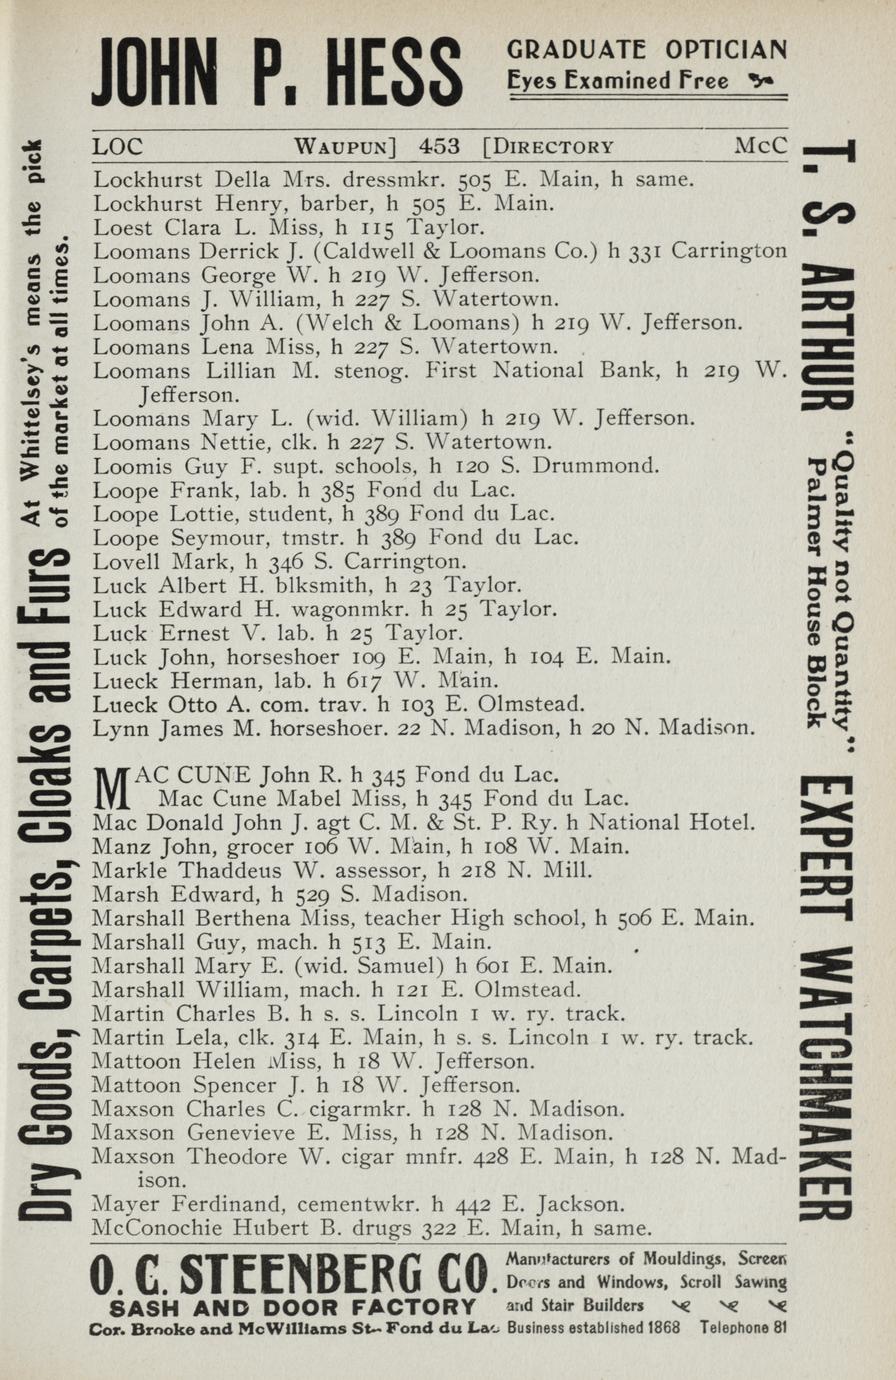 JOHN P. HESS
GRADUATE OPTICIAN
Eyes Examined Free
LOC WAUPUN] 453 [DIRECTORY McC
Lockhurst Della Mrs. dressmkr. 505 E. Main, h same.
Lockhurst Henry, barber, h 505 E. Main.
Loest Clara L. Miss, h 115 Taylor.
Loomans Derrick J. (Caldwell & Loomans Co.) h 331 Carrington
Loomans George W. h 219 W. Jefferson.
Loomans J. William, h 227 S. Watertown.
Loomans John A. (Welch & Loomans) h 219 W. Jefferson.
Loomans Lena Miss, h 227 S. Watertown.
Loomans Lillian M. stenog. First National Bank, h 219 W.
Jefferson.
Loomans Mary L. (wid. William) h 219 W. Jefferson.
Loomans Nettie, clk. h 227 S. Watertown.
Loomis Guy F. supt. schools, h 120 S. Drummond.
Loope Frank, lab. h 385 Fond du Lac.
Loope Lottie, student, h 389 Fond du Lac.
Loope Seymour, tmstr. h 389 Fond du Lac.
Lovell Mark, h 346 S. Carrington.
Luck Albert H. blksmith, h 23 Taylor.
Luck Edward H. wagonmkr. h 25 Taylor.
Luck Ernest V. lab. h 25 Taylor.
Luck John, horseshoer 109 E. Main, h 104 E. Main.
Lueck Herman, lab. h 617 W. Main.
Lueck Otto A. com. trav. h 103 E. Olmstead.
Lynn James M. horseshoer. 22 N. Madison, h 20 N. Madison.
MAC CUNE John R. h 345 Fond du Lac.
Mac Cune Mabel Miss, h 345 Fond du Lac.
Mac Donald John J. agt C. M. & St. P. Ry. h National Hotel.
Manz John, grocer 106 W. Main, h 108 W. Main.
Markle Thaddeus W. assessor, h 218 N. Mill.
Marsh Edward, h 529 S. Madison.
Marshall Berthena Miss, teacher High school, h 506 E. Main.
Marshall Guy, mach. h 513 E. Main.
Marshall Mary E. (wid. Samuel) h 601 E. Main.
Marshall William, mach. h 121 E. Olmstead.
Martin Charles B. h s. s. Lincoln 1 w. ry. track.
Martin Lela, clk. 314 E. Main, h s. s. Lincoln 1 w. ry. track.
Mattoon Helen Miss, h 18 W. Jefferson.
Mattoon Spencer J. h 18 W. Jefferson.
Maxson Charles C. cigarmkr. h 128 N. Madison.
Maxson Genevieve E. Miss, h 128 N. Madison.
Maxson Theodore W. cigar mnfr. 428 E. Main, h 128 N. Mad-
ison.
Mayer Ferdinand, cementwkr. h 442 E. Jackson.
McConochie Hubert B. drugs 322 E. Main, h same.
Dry Goods, Carpets, Cloaks and Furs
At Whittelsey's means the pick
of the market at all times.
T. S. ARTHUR
"Quality not Quantity"
Palmer House Block
EXPERT WATCHMAKER
O. C. STEENBERG CO.
SASH AND DOOR FACTORY
Cor. Brooke and McWilliams St. Fond du Lac
Manufacturers of Mouldings, Screen
Doors and Windows, Scroll Sawing
and Stair Builders
Business established 1868 Telephone 81